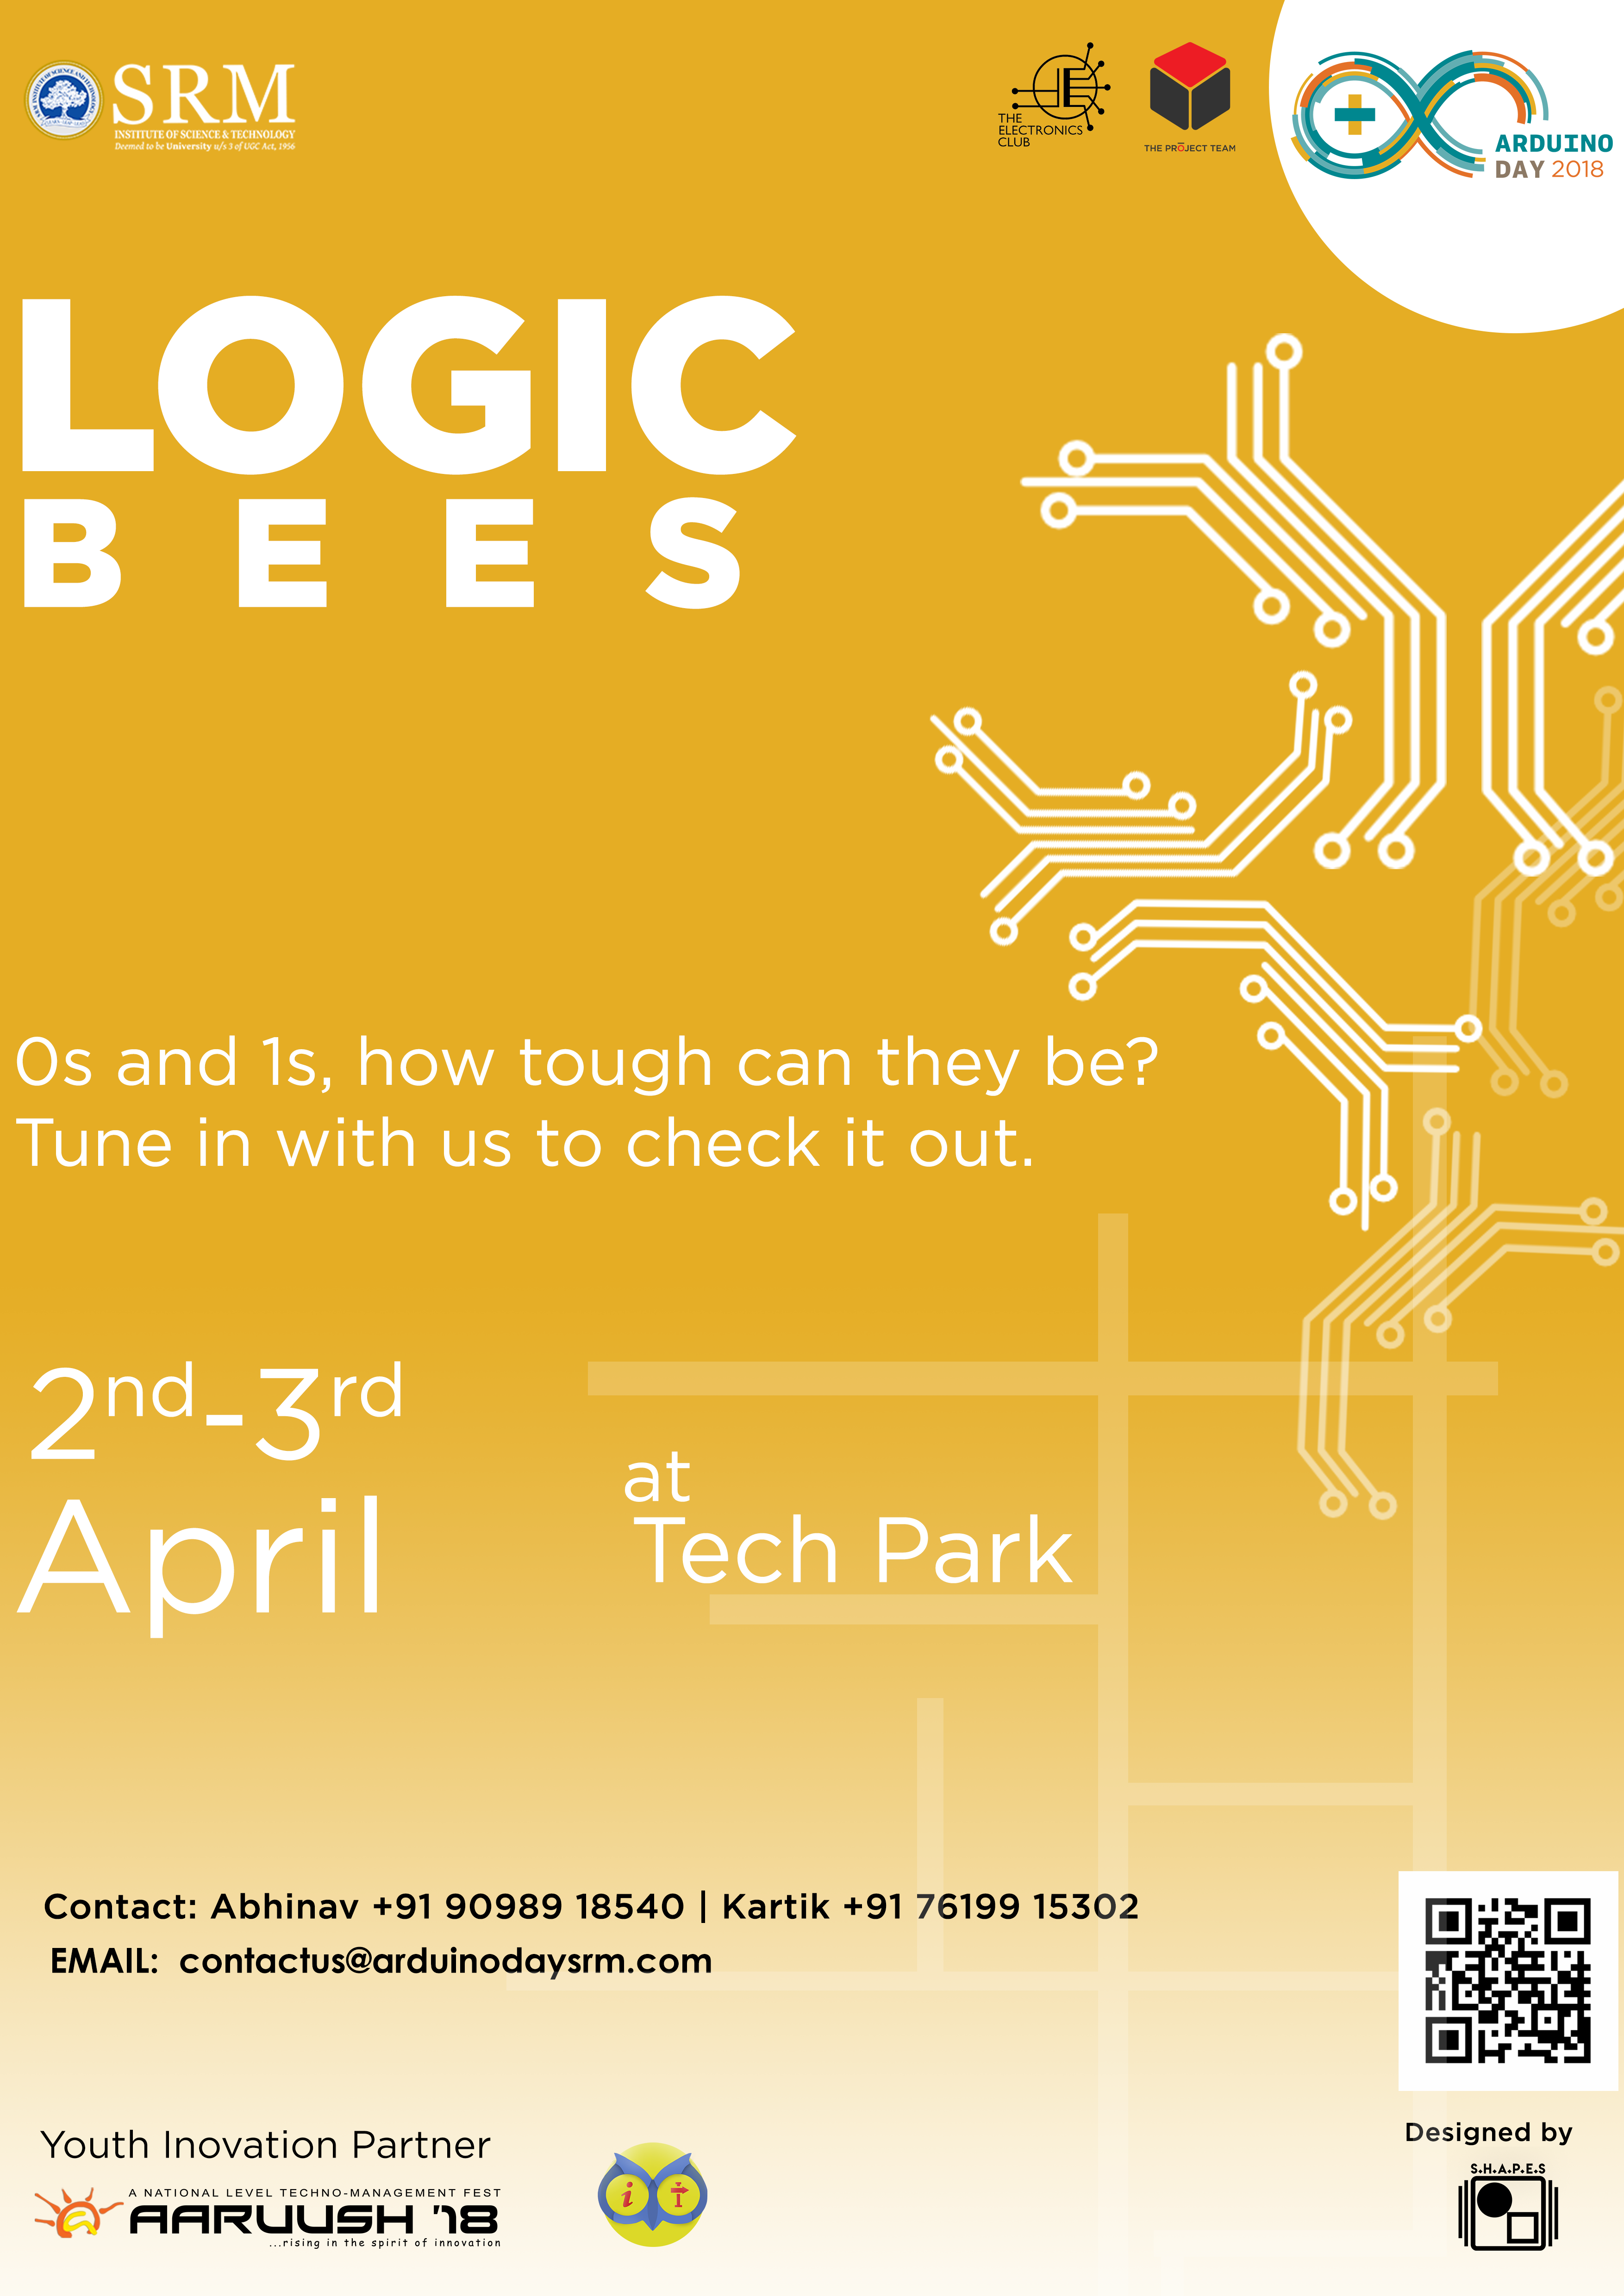 SRM
INSTITUTE OF SCIENCE & TECHNOLOGY
Deemed to be University u/s 3 of UGC Act, 1956
THE
ELECTRONICS
CLUB
THE PROJECT TEAM
ARDUINO
DAY 2018
LOGIC
BEES
0s and 1s, how tough can they be?
Tune in with us to check it out.
2nd-3rd
April
at
Tech Park
Contact: Abhinav +91 90989 18540 | Kartik +91 76199 15302
EMAIL: contactus@arduinodaysrm.com
Youth Inovation Partner
A NATIONAL LEVEL TECHNO-MANAGEMENT FEST
AARUUSH '18
...rising in the spirit of innovation
i
Designed by
S.H.A.P.E.S